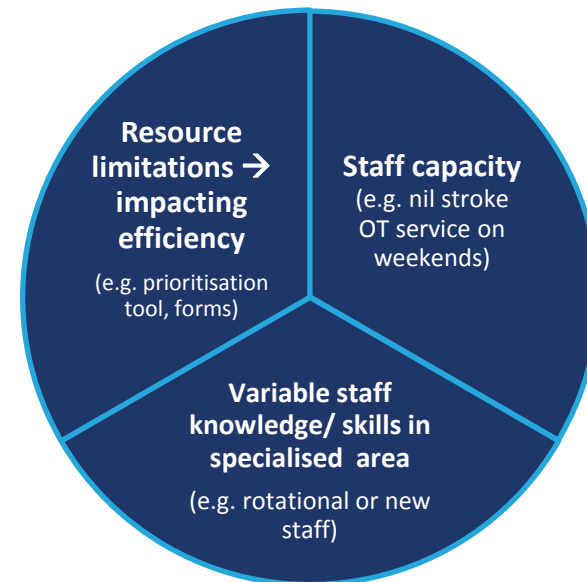 Resource
limitations →
impacting
efficiency
(e.g. prioritisation
tool, forms)
Staff capacity
(e.g. nil stroke
OT service on
weekends)
Variable staff
knowledge/ skills in
specialised area
(e.g. rotational or new
staff)